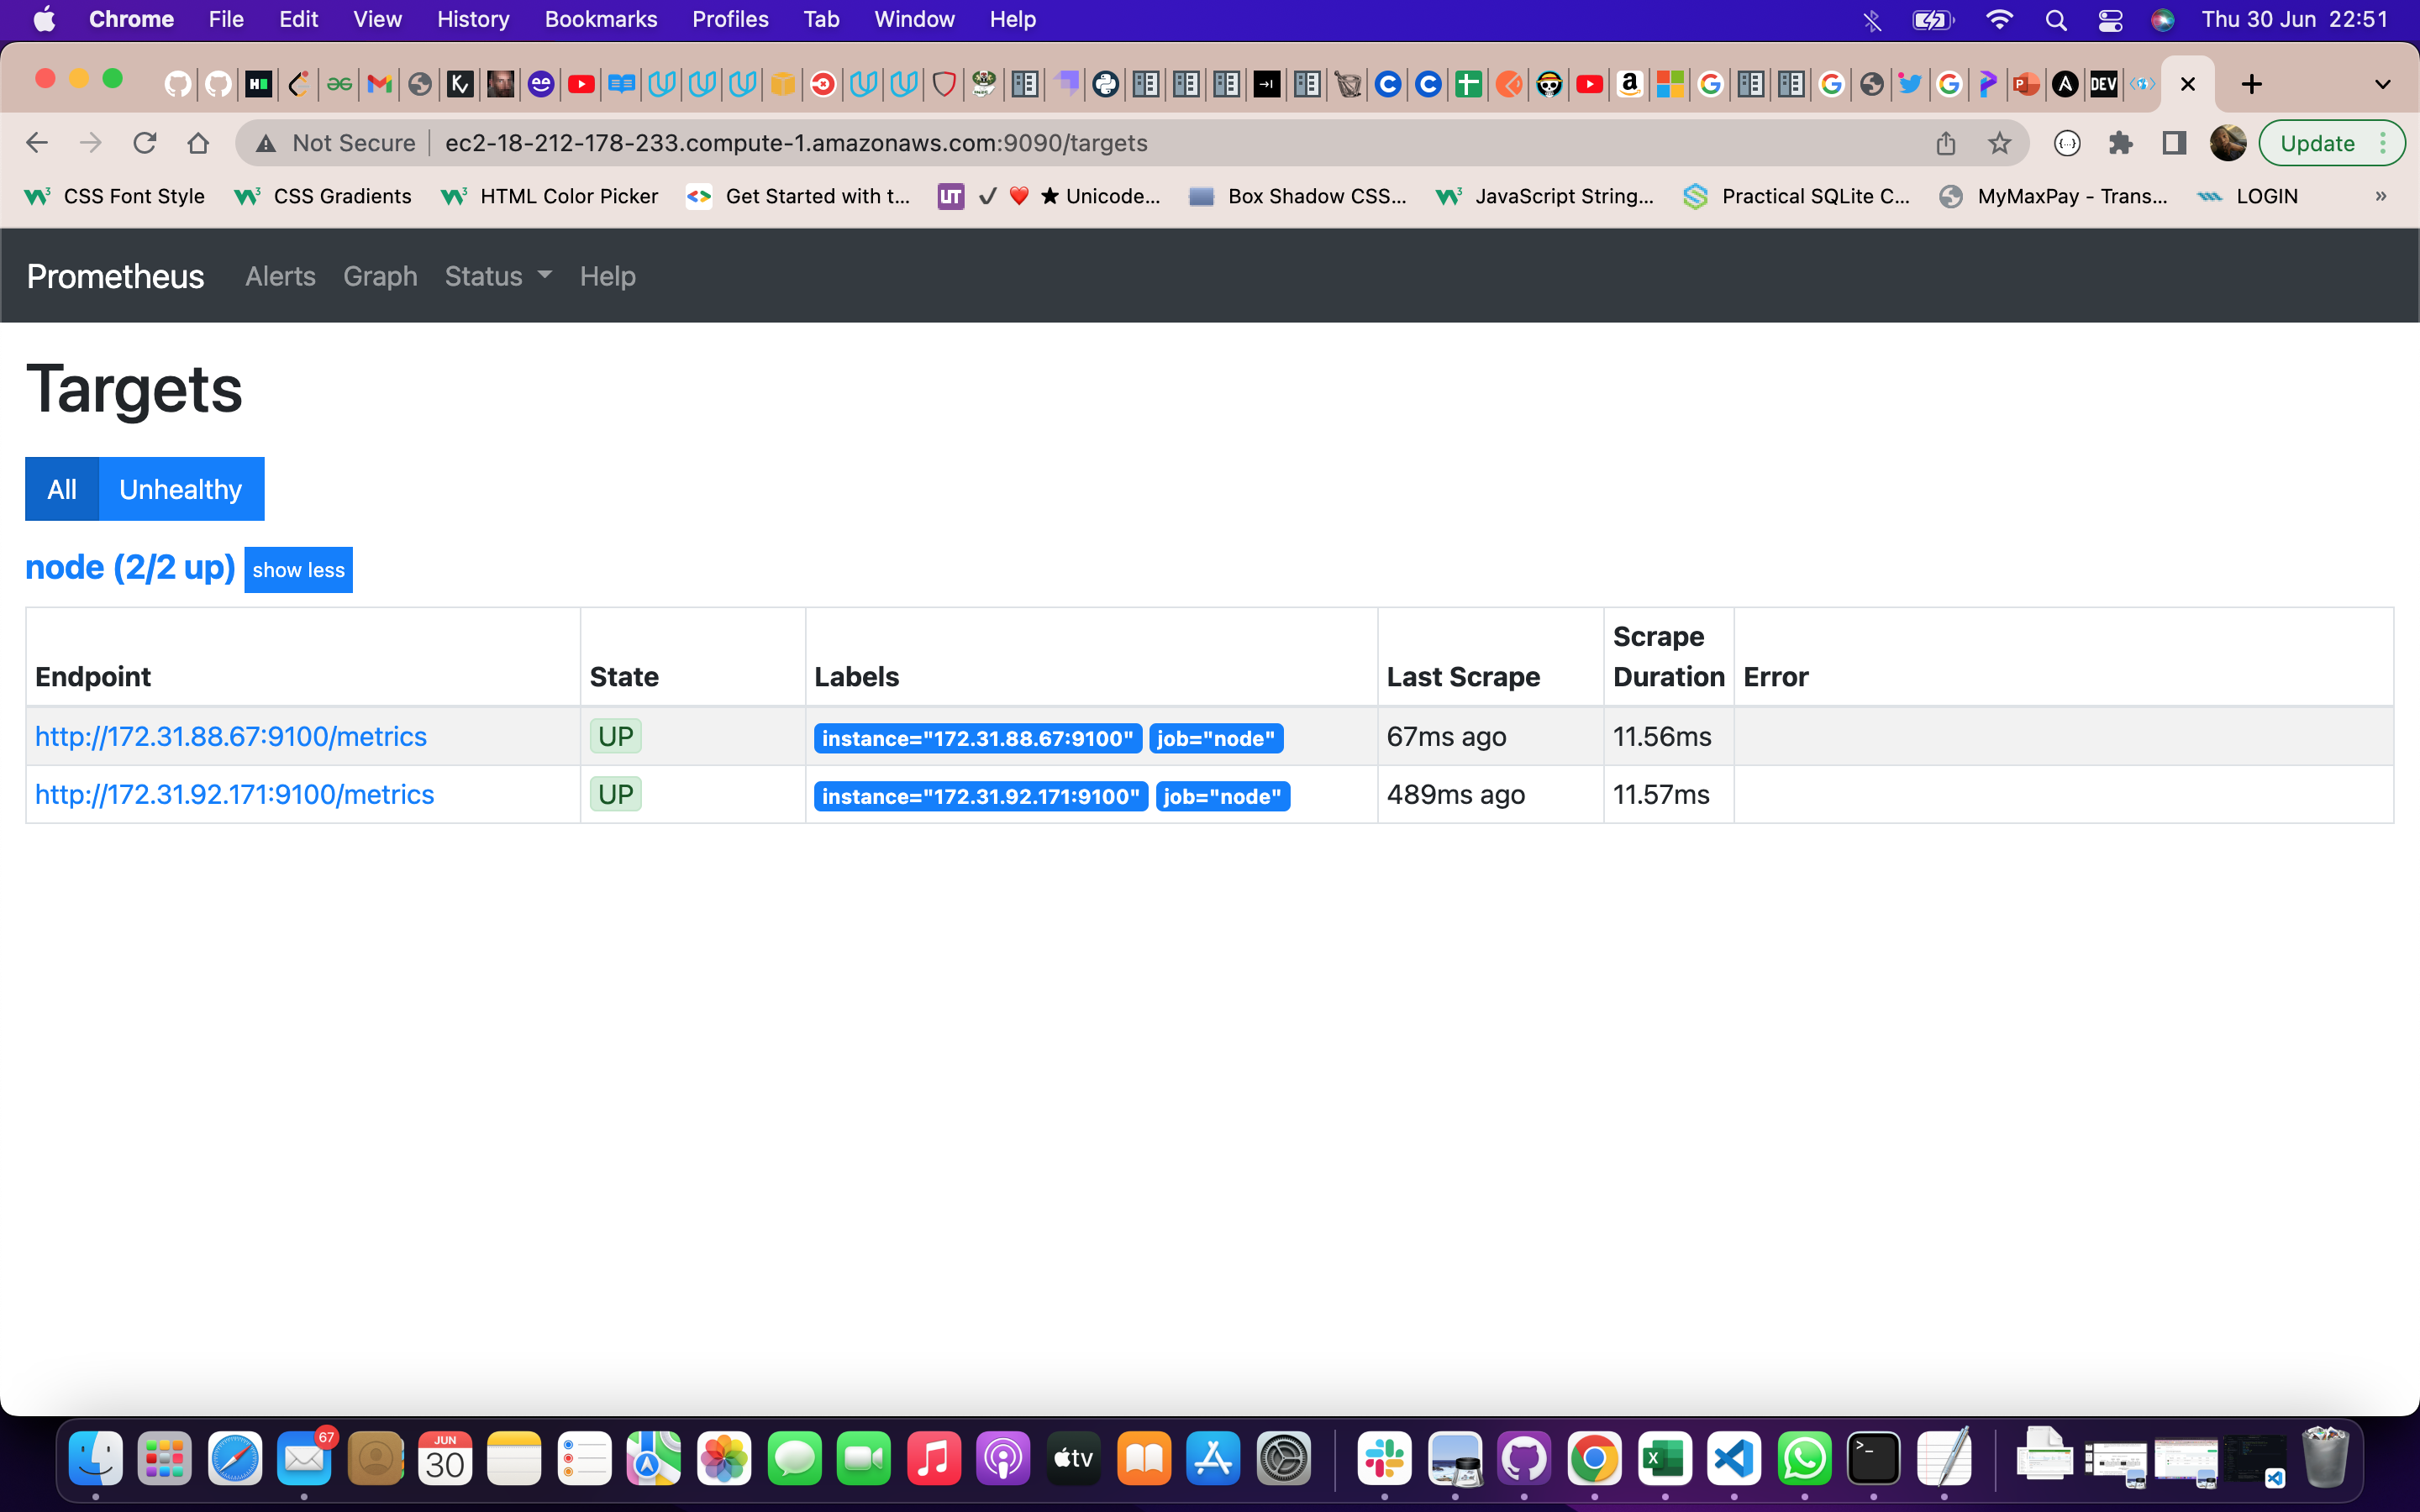 Chrome File Edit View History Bookmarks Profiles Tab Window Help Thu 30 Jun 22:51
Not Secure ec2-18-212-178-233.compute-1.amazonaws.com:9090/targets Update
CSS Font Style CSS Gradients HTML Color Picker Get Started with t... UT ✓ ❤️ ★ Unicode... Box Shadow CSS... JavaScript String... Practical SQLite C... MyMaxPay - Trans... LOGIN »
Prometheus Alerts Graph Status Help
Targets
All Unhealthy
node (2/2 up) show less
Endpoint State Labels Last Scrape Scrape Duration Error
http://172.31.88.67:9100/metrics UP instance="172.31.88.67:9100" job="node" 67ms ago 11.56ms
http://172.31.92.171:9100/metrics UP instance="172.31.92.171:9100" job="node" 489ms ago 11.57ms
67 JUN 30 tv